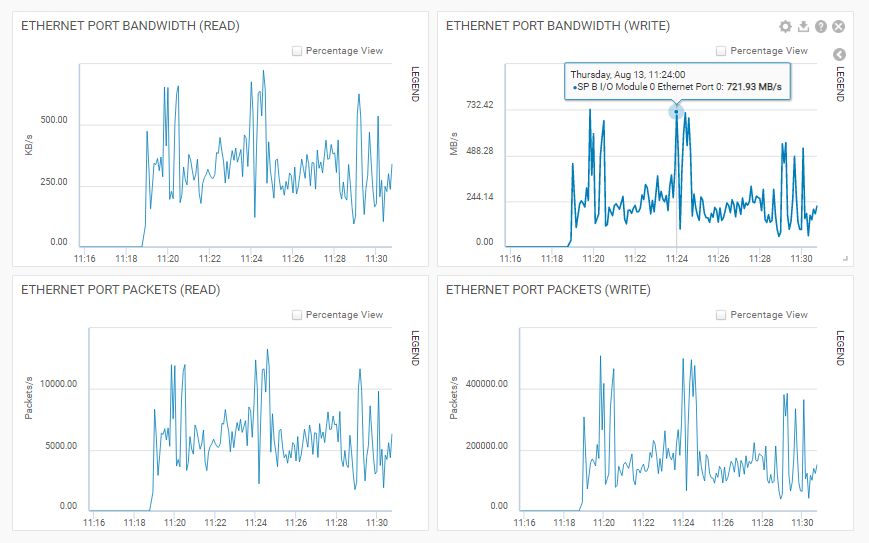 ETHERNET PORT BANDWIDTH (READ)
Percentage View
LEGEND
KB/s
500.00
250.00
0.00
11:16 11:18 11:20 11:22 11:24 11:26 11:28 11:30
ETHERNET PORT BANDWIDTH (WRITE)
Percentage View
LEGEND
Thursday, Aug 13, 11:24:00
SP B I/O Module 0 Ethernet Port 0: 721.93 MB/s
MB/s
732.42
488.28
244.14
0.00
11:16 11:18 11:20 11:22 11:24 11:26 11:28 11:30
ETHERNET PORT PACKETS (READ)
Percentage View
LEGEND
Packets/s
10000.00
5000.00
0.00
11:16 11:18 11:20 11:22 11:24 11:26 11:28 11:30
ETHERNET PORT PACKETS (WRITE)
Percentage View
LEGEND
Packets/s
400000.00
200000.00
0.00
11:16 11:18 11:20 11:22 11:24 11:26 11:28 11:30